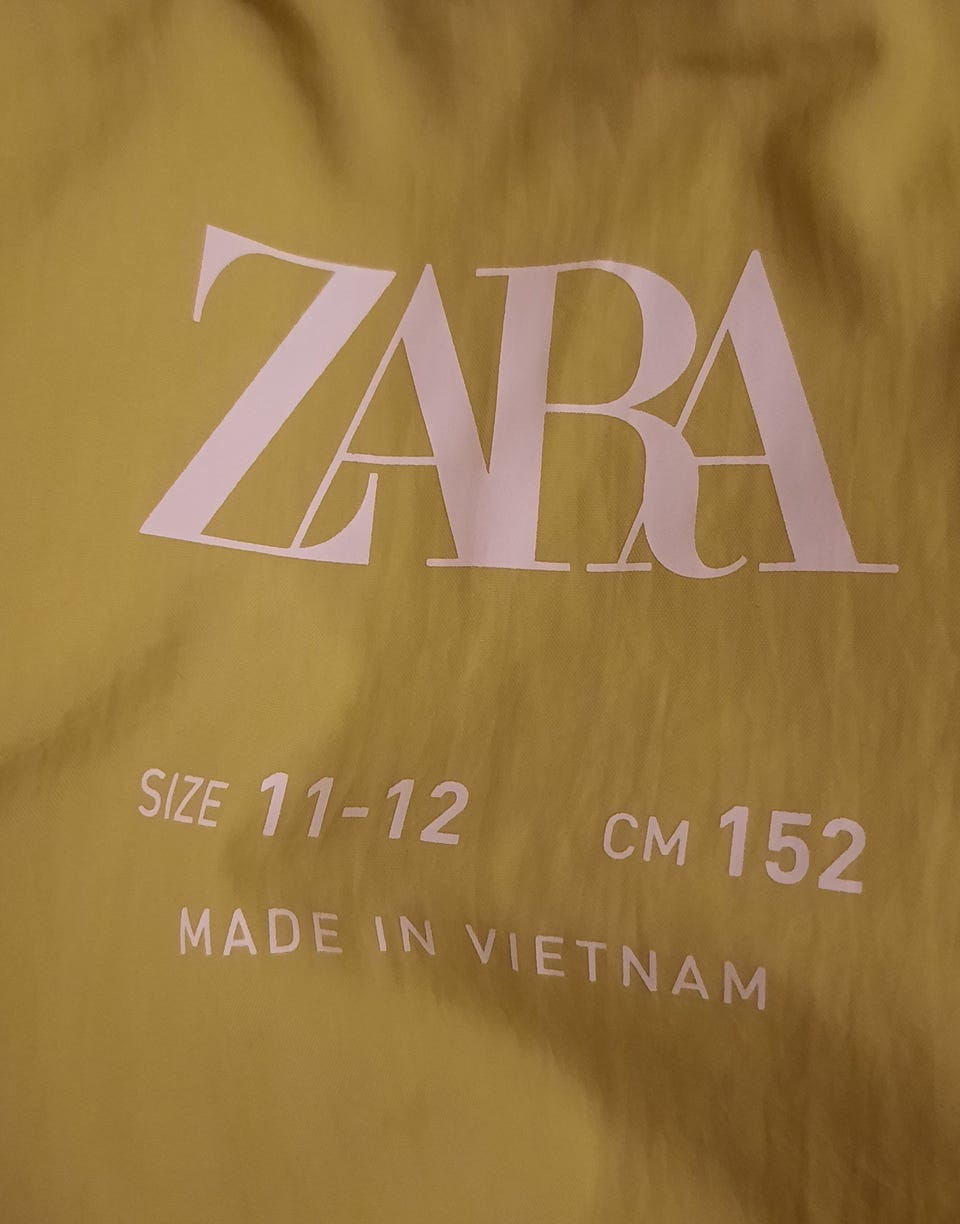 ZARA
SIZE 11-12 CM 152
MADE IN VIETNAM